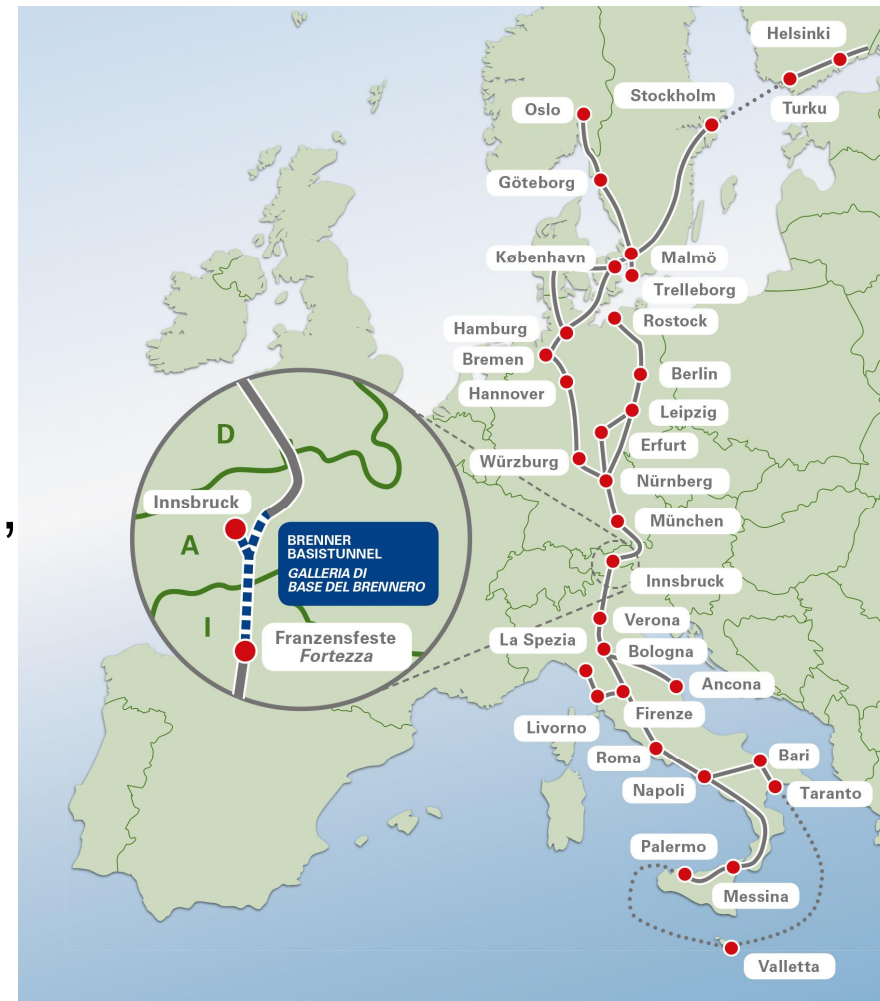 Helsinki
Stockholm
Oslo
Turku
Göteborg
København
Malmö
Trelleborg
Hamburg
Rostock
Bremen
Berlin
Hannover
Leipzig
D
Erfurt
Würzburg
Nürnberg
Innsbruck
München
,
A
BRENNER
BASISTUNNEL
GALLERIA DI
BASE DEL BRENNERO
Innsbruck
I
Verona
Franzensfeste
Fortezza
La Spezia
Bologna
Ancona
Livorno
Firenze
Roma
Bari
Napoli
Taranto
Palermo
Messina
Valletta